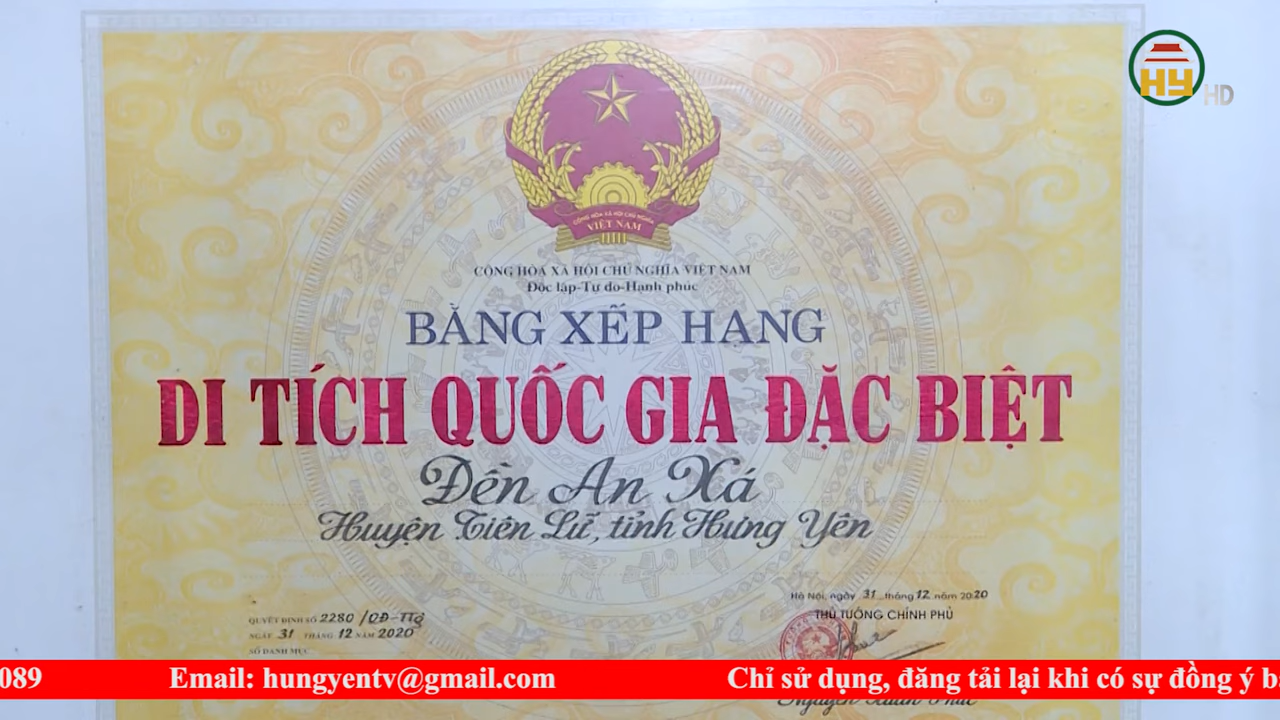 HY HD
CỘNG HÒA XÃ HỘI CHỦ NGHĨA
VIỆT NAM
CỘNG HÒA XÃ HỘI CHỦ NGHĨA VIỆT NAM
Độc lập-Tự do-Hạnh phúc
BẰNG XẾP HẠNG
DI TÍCH QUỐC GIA ĐẶC BIỆT
Đền An Xá
Huyện Tiên Lữ, tỉnh Hưng Yên
Hà Nội, ngày 31 tháng 12 năm 2020
THỦ TƯỚNG CHÍNH PHỦ
QUYẾT ĐỊNH SỐ 2280/QĐ-TTg
NGÀY 31 THÁNG 12 NĂM 2020
SỐ DANH MỤC
089 Email: hungyentv@gmail.com Chỉ sử dụng, đăng tải lại khi có sự đồng ý b